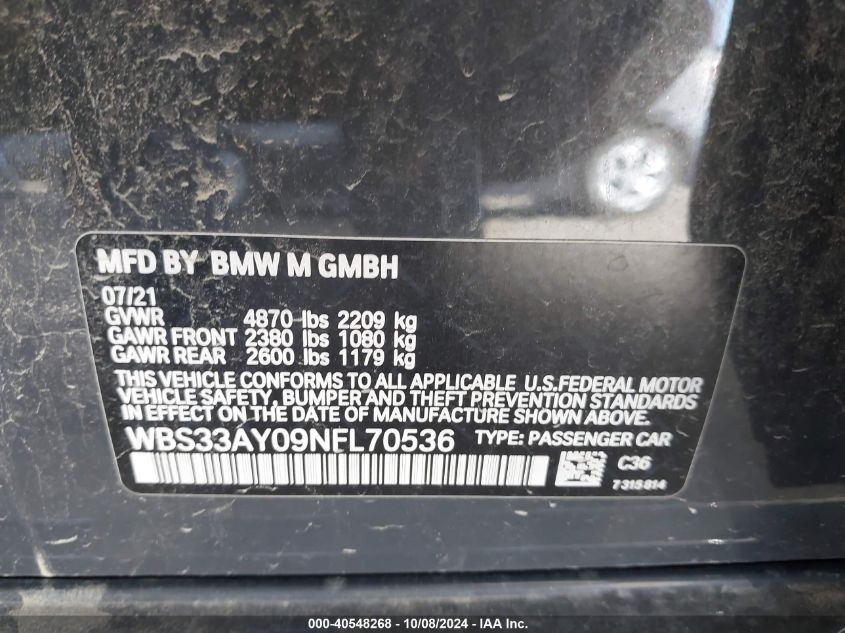 MFD BY BMW M GMBH
07/21
GVWR 4870 lbs 2209 kg
GAWR FRONT 2380 lbs 1080 kg
GAWR REAR 2600 lbs 1179 kg
THIS VEHICLE CONFORMS TO ALL APPLICABLE U.S.FEDERAL MOTOR
VEHICLE SAFETY, BUMPER AND THEFT PREVENTION STANDARDS
IN EFFECT ON THE DATE OF MANUFACTURE SHOWN ABOVE.
WBS33AY09NFL70536 TYPE: PASSENGER CAR
C36
7315814
000-40548268 - 10/08/2024 - IAA Inc.